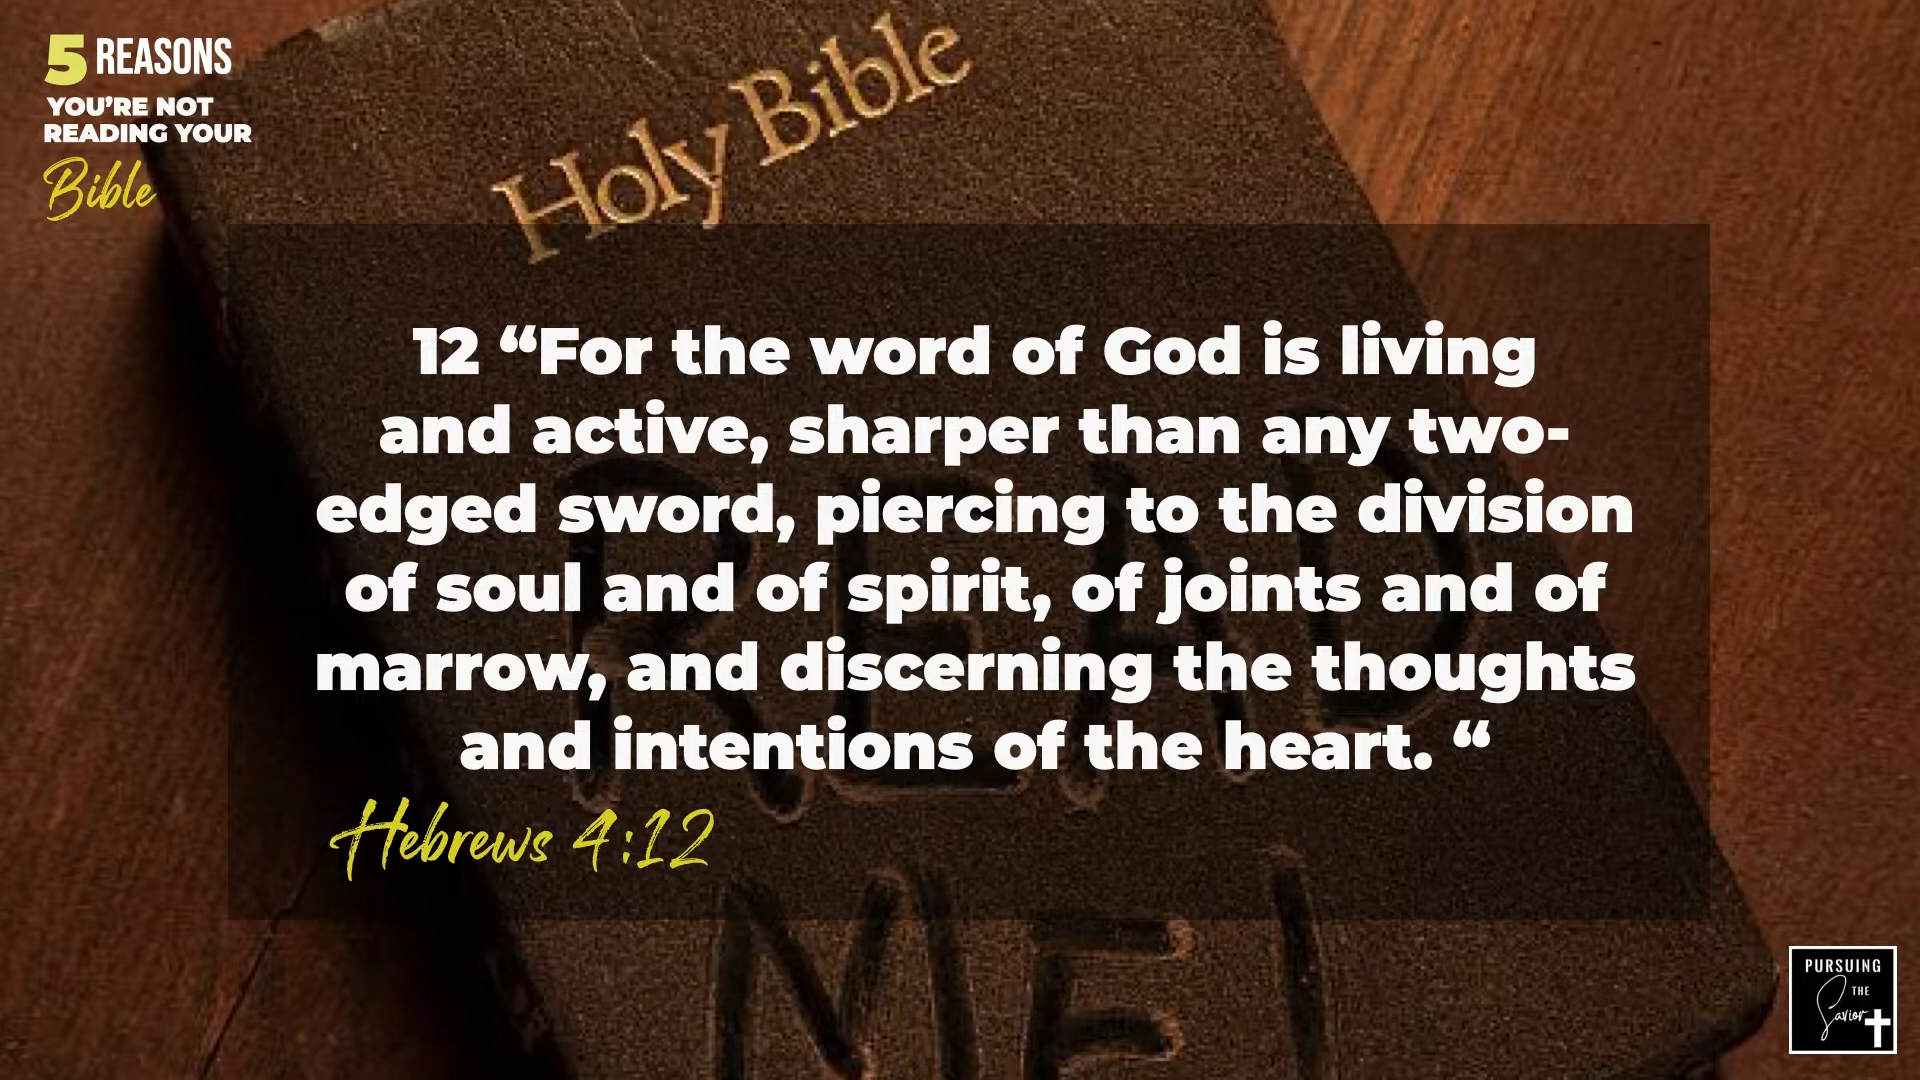 5 REASONS
YOU'RE NOT
READING YOUR
Bible
Holy Bible
12 “For the word of God is living
and active, sharper than any two-
edged sword, piercing to the division
of soul and of spirit, of joints and of
marrow, and discerning the thoughts
and intentions of the heart. “
Hebrews 4:12
READ
ME!
PURSUING
THE
Savior